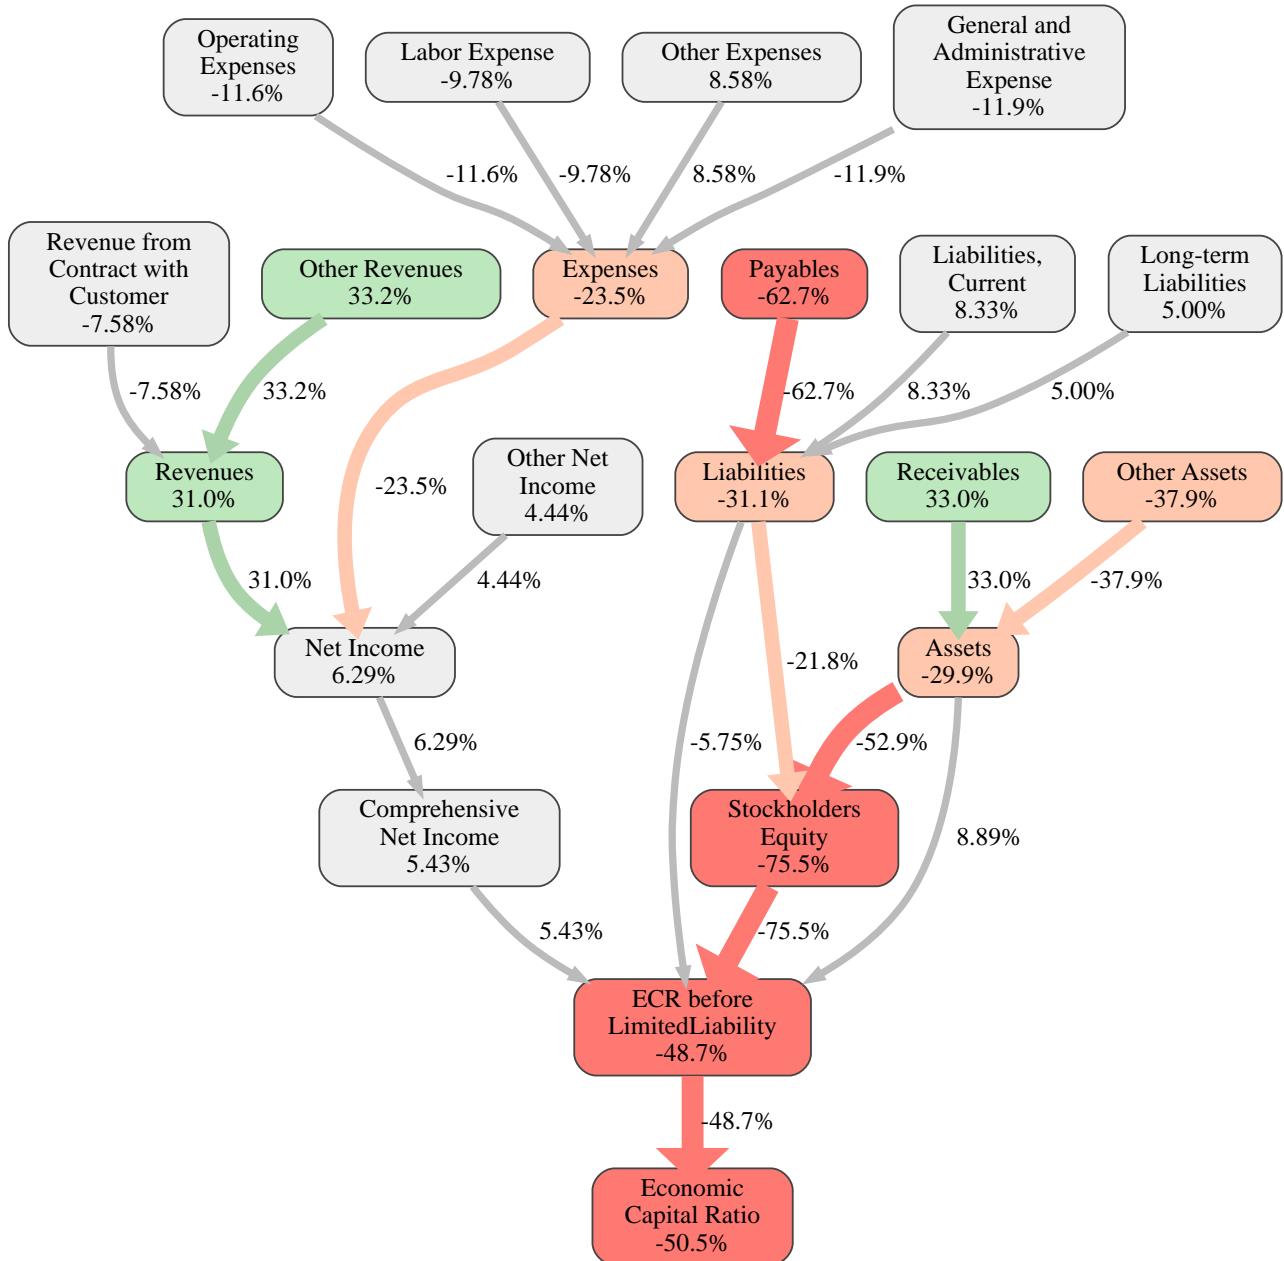 Operating
Expenses
-11.6%
Labor Expense
-9.78%
Other Expenses
8.58%
General and
Administrative
Expense
-11.9%
-11.6%
-9.78%
8.58%
-11.9%
Revenue from
Contract with
Customer
-7.58%
Other Revenues
33.2%
Expenses
-23.5%
Payables
-62.7%
Liabilities,
Current
8.33%
Long-term
Liabilities
5.00%
-7.58%
33.2%
-62.7%
8.33%
5.00%
Revenues
31.0%
-23.5%
Other Net
Income
4.44%
Liabilities
-31.1%
Receivables
33.0%
Other Assets
-37.9%
31.0%
4.44%
33.0%
-37.9%
Net Income
6.29%
-21.8%
Assets
-29.9%
6.29%
-5.75%
-52.9%
Comprehensive
Net Income
5.43%
Stockholders
Equity
-75.5%
8.89%
5.43%
-75.5%
ECR before
LimitedLiability
-48.7%
-48.7%
Economic
Capital Ratio
-50.5%